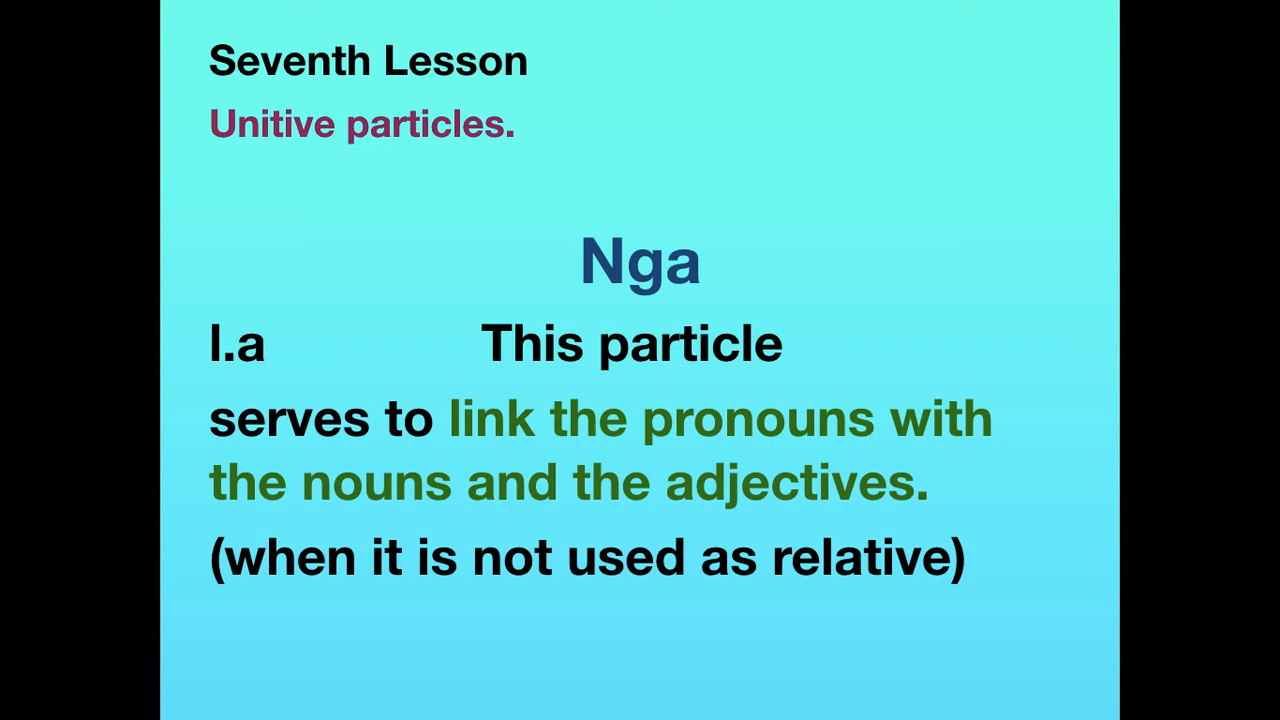 Seventh Lesson
Unitive particles.
Nga
I.a This particle
serves to link the pronouns with
the nouns and the adjectives.
(when it is not used as relative)